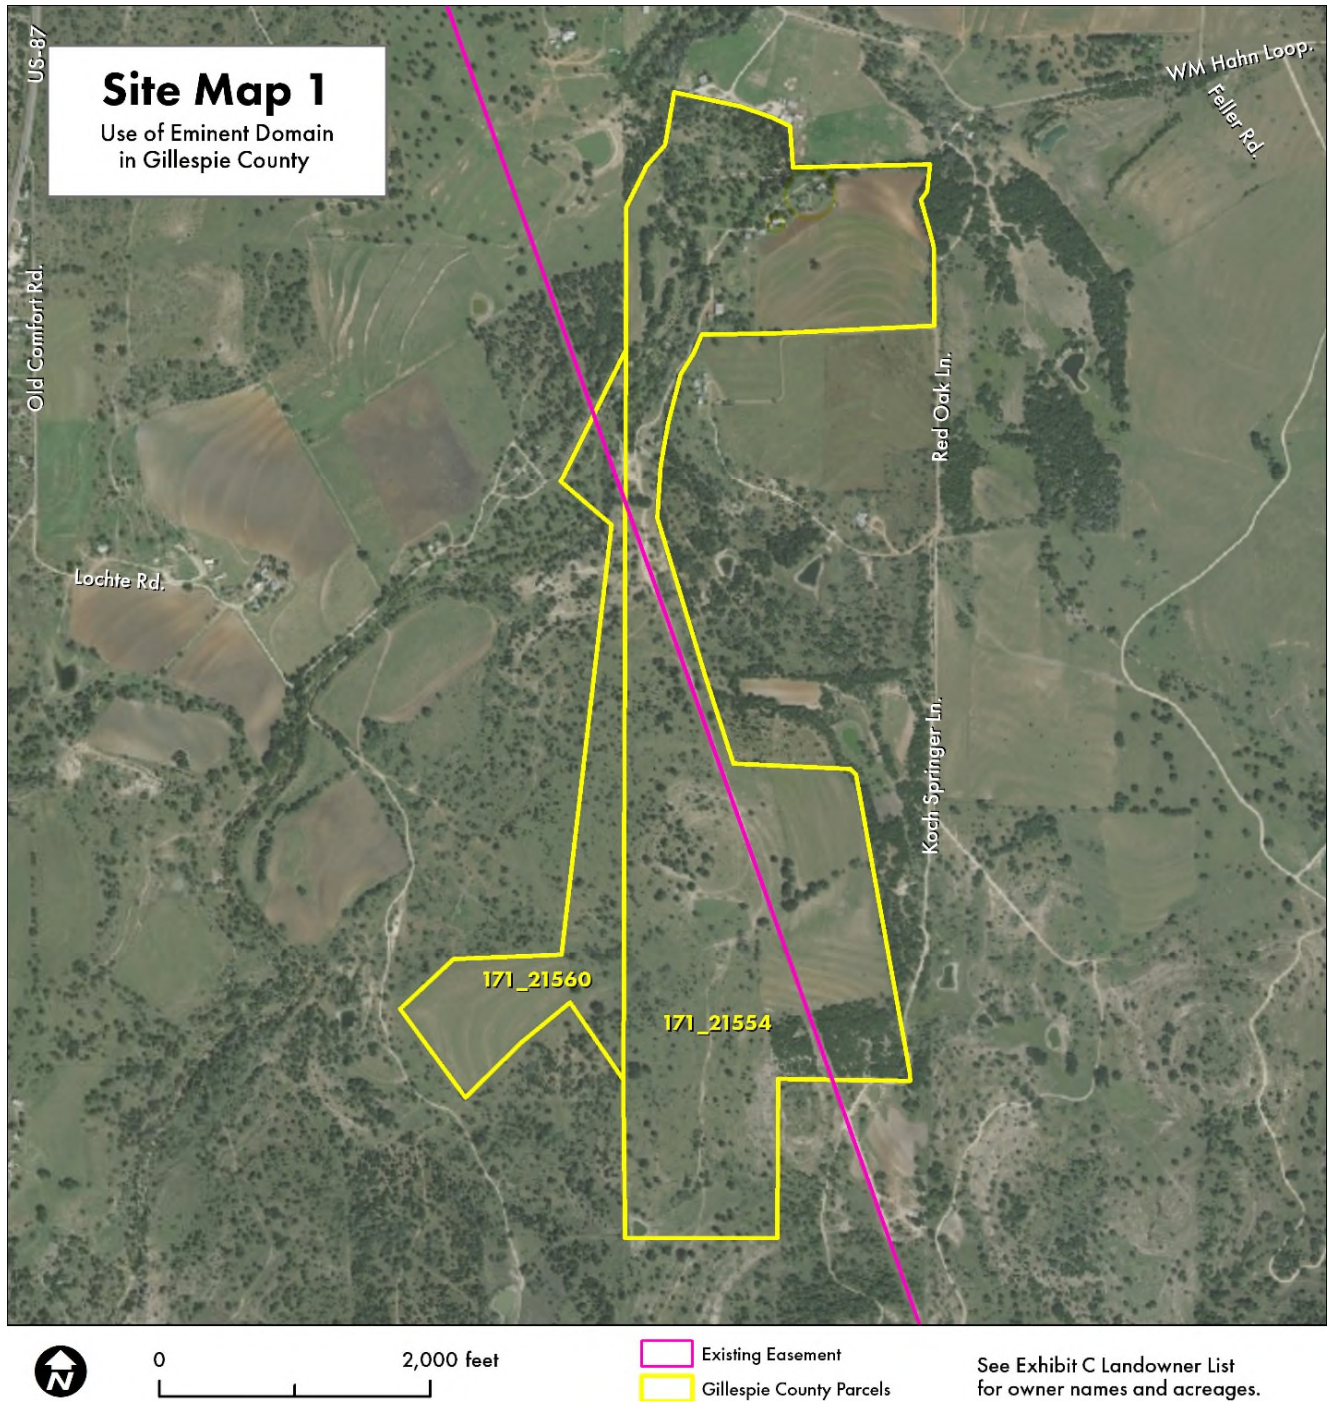 US-87
Site Map 1
Use of Eminent Domain
in Gillespie County
WM Hahn Loop.
Feller Rd.
Old Comfort Rd.
Red Oak Ln.
Lochte Rd.
Koch Springer Ln.
171_21560
171_21554
N
0
2,000 feet
Existing Easement
Gillespie County Parcels
See Exhibit C Landowner List
for owner names and acreages.